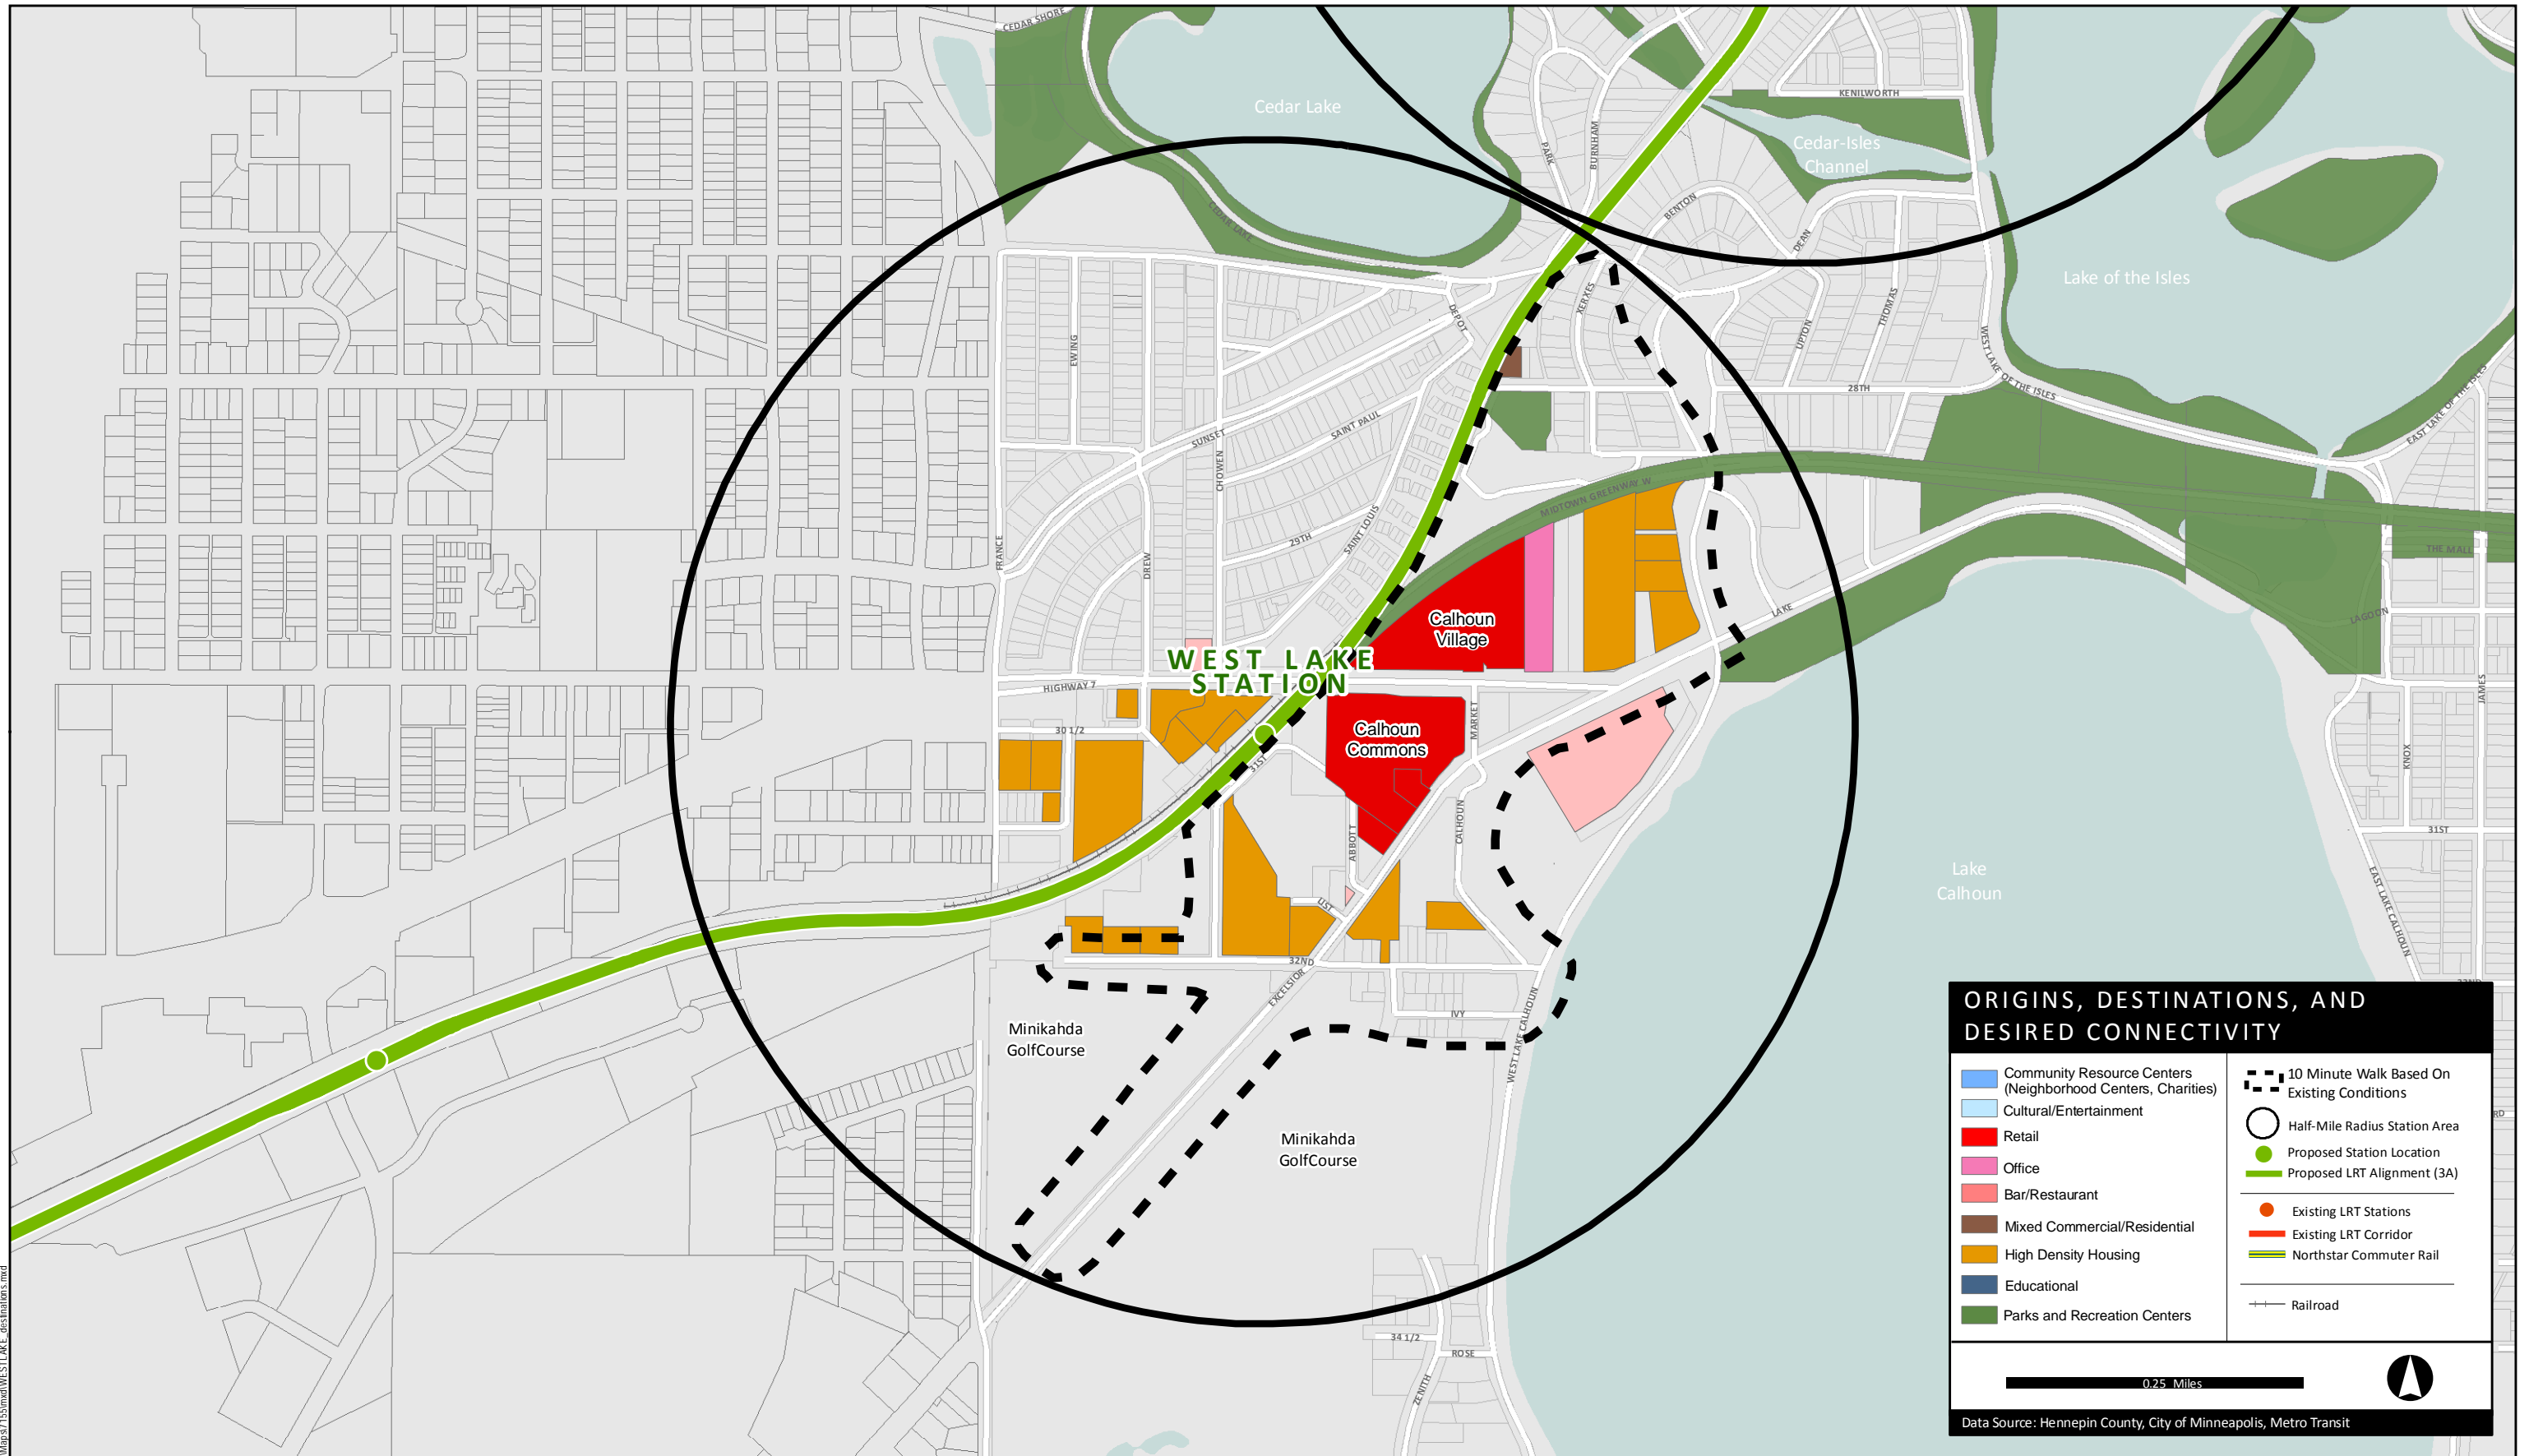 CEDAR SHORE
Cedar Lake
KENILWORTH
Cedar-Isles
Channel
PARK
BURNHAM
BENTON
DEAN
CEDAR LAKE
Lake of the Isles
XERXES
UPTON
THOMAS
WEST LAKE OF THE ISLES
EAST LAKE OF THE ISLES
28TH
EWING
DEPOT
SUNSET
SAINT PAUL
CHOWEN
MIDTOWN GREENWAY W
29TH
SAINT LOUIS
FRANCE
DREW
THE MALL
LAGOON
LAKE
Calhoun
Village
WEST LAKE
STATION
HIGHWAY 7
30 1/2
31ST
Calhoun
Commons
MARKET
JAMES
KNOX
31ST
ABBOTT
CALHOUN
Lake
Calhoun
EAST LAKE CALHOUN
32ND
EXCELSIOR
IVY
WEST LAKE CALHOUN
Minikahda
GolfCourse
Minikahda
GolfCourse
34 1/2
ROSE
ZENITH
RD
ORIGINS, DESTINATIONS, AND
DESIRED CONNECTIVITY
Community Resource Centers
(Neighborhood Centers, Charities)
Cultural/Entertainment
Retail
Office
Bar/Restaurant
Mixed Commercial/Residential
High Density Housing
Educational
Parks and Recreation Centers
10 Minute Walk Based On
Existing Conditions
Half-Mile Radius Station Area
Proposed Station Location
Proposed LRT Alignment (3A)
Existing LRT Stations
Existing LRT Corridor
Northstar Commuter Rail
Railroad
0.25 Miles
Data Source: Hennepin County, City of Minneapolis, Metro Transit